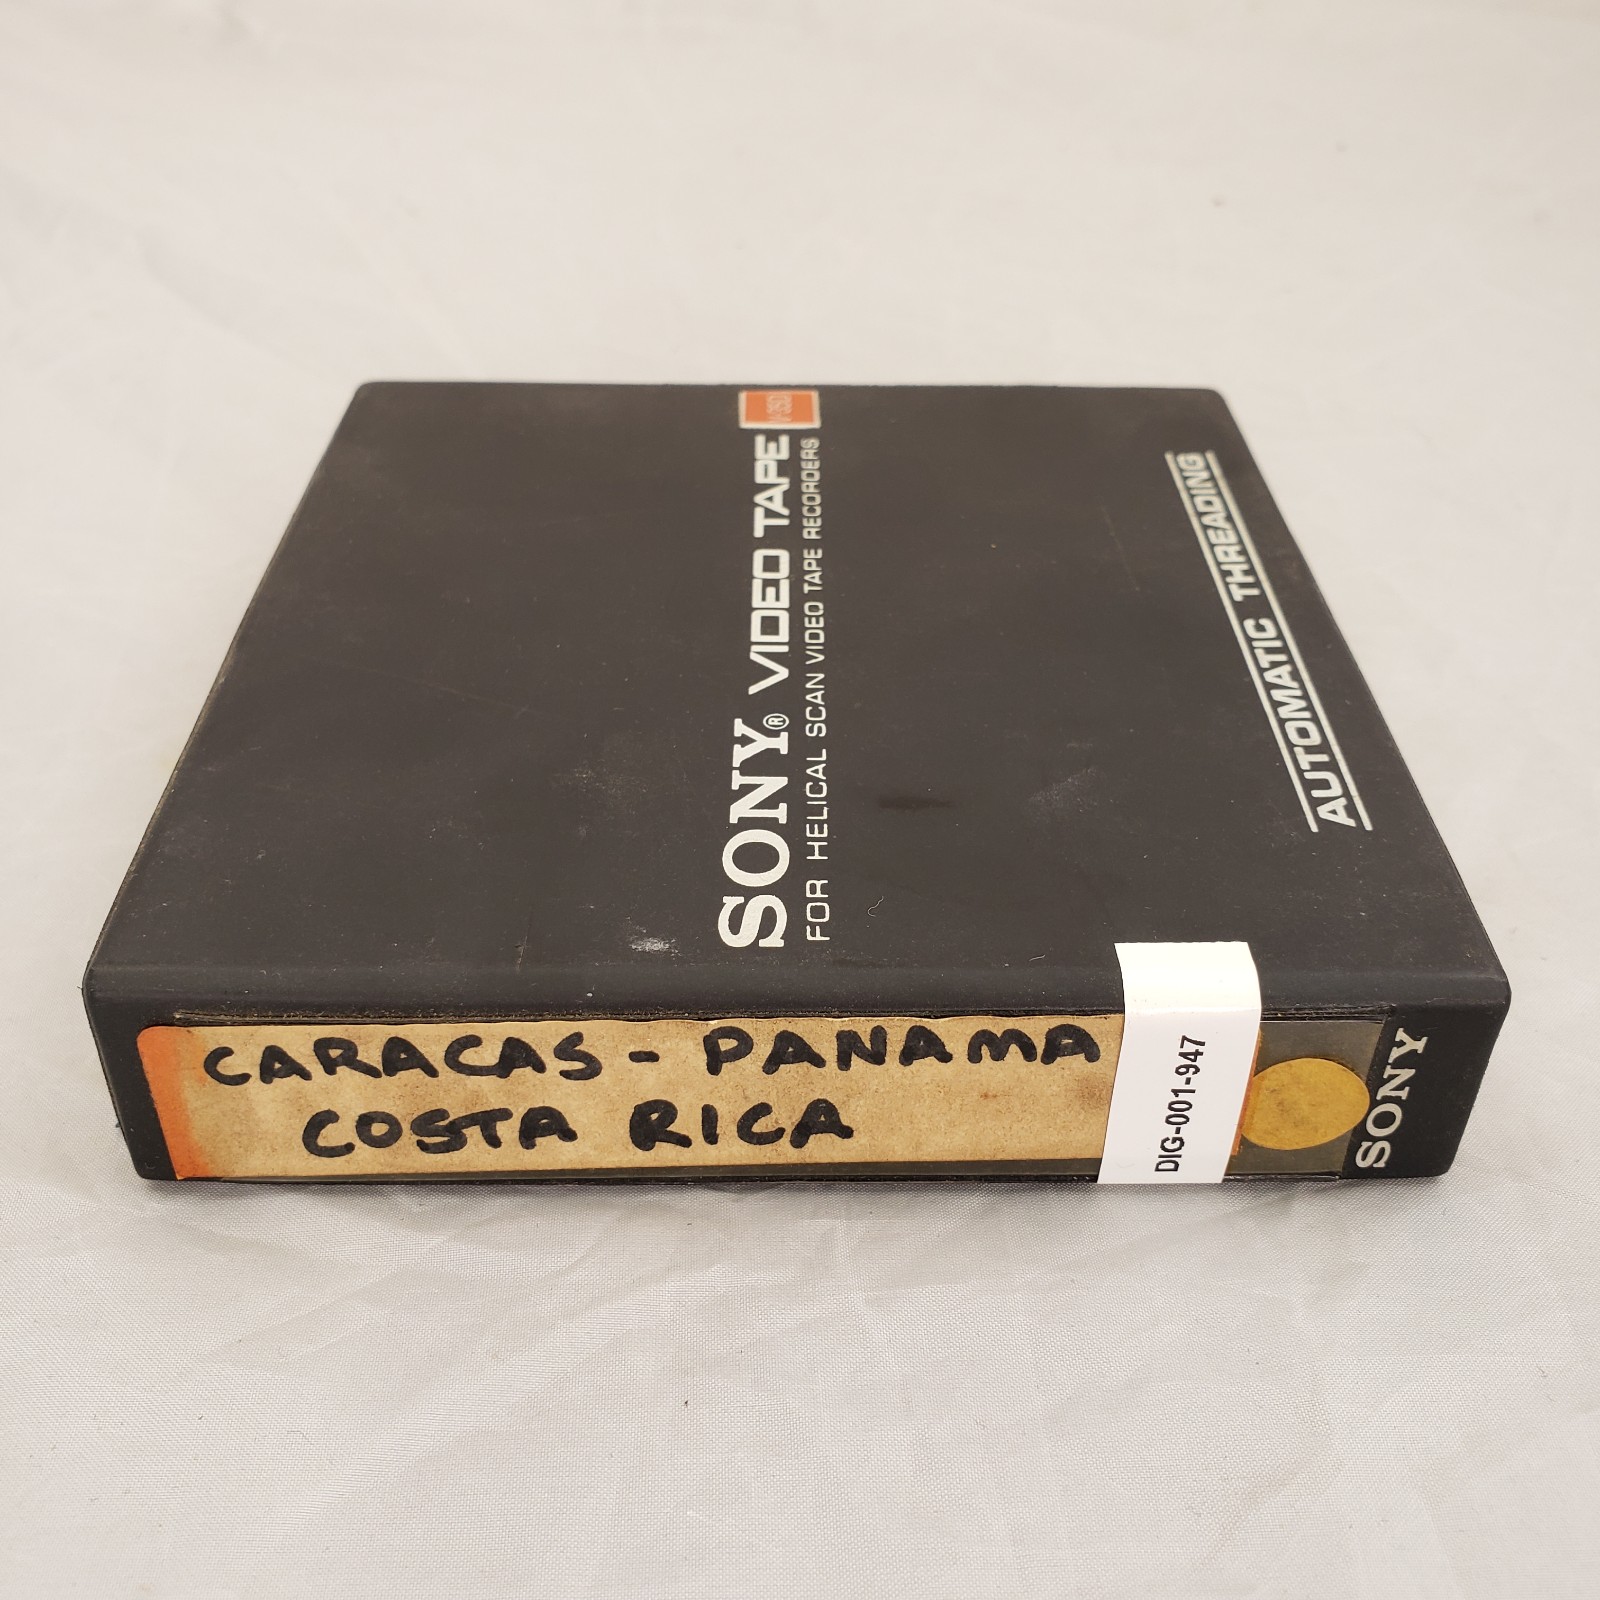 SONY® VIDEO TAPE V-35D
FOR HELICAL SCAN VIDEO TAPE RECORDERS
AUTOMATIC THREADING
CARACAS - PANAMA
COSTA RICA
DIG-001-947
SONY